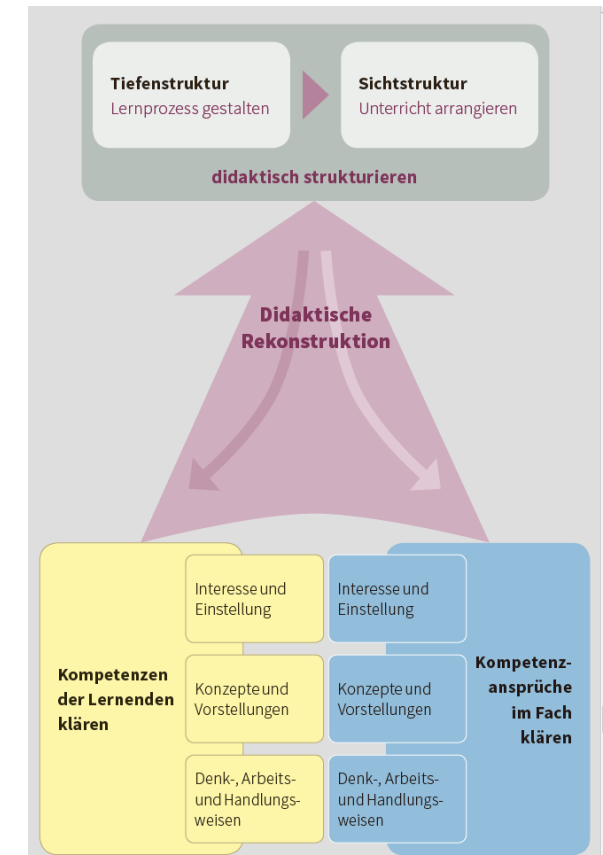 Tiefenstruktur
Lernprozess gestalten
Sichtstruktur
Unterricht arrangieren
didaktisch strukturieren
Didaktische
Rekonstruktion
Kompetenzen
der Lernenden
klären
Interesse und
Einstellung
Konzepte und
Vorstellungen
Denk-, Arbeits-
und Handlungs-
weisen
Interesse und
Einstellung
Konzepte und
Vorstellungen
Denk-, Arbeits-
und Handlungs-
weisen
Kompetenz-
ansprüche
im Fach
klären